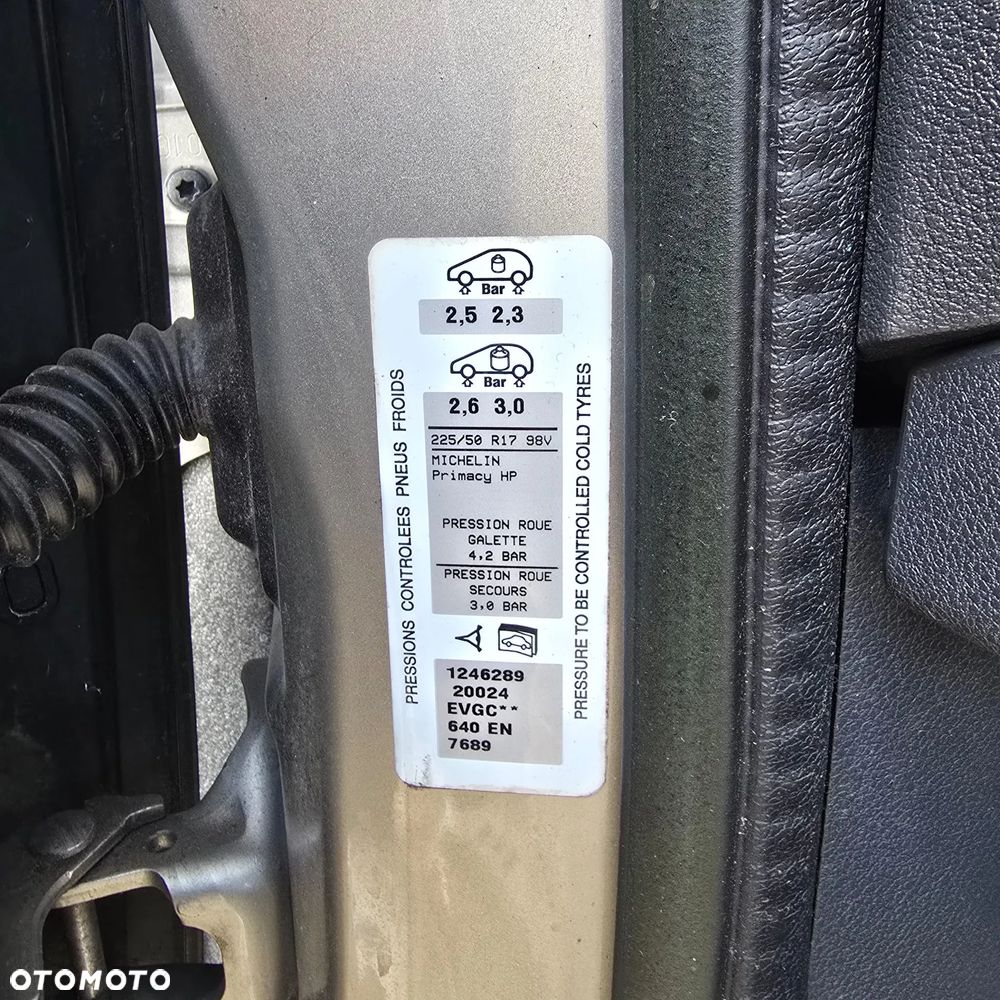 Bar
2,5 2,3
Bar
2,6 3,0
225/50 R17 98V
MICHELIN
Primacy HP
PRESSION ROUE
GALETTE
4,2 BAR
PRESSION ROUE
SECOURS
3,0 BAR
1246289
20024
EVGC**
640 EN
7689
PRESSIONS CONTROLEES PNEUS FROIDS
PRESSURE TO BE CONTROLLED COLD TYRES
OTOMOTO